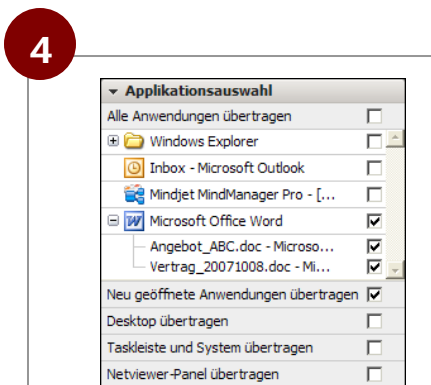 4
Applikationsauswahl
Alle Anwendungen übertragen
Windows Explorer
Inbox - Microsoft Outlook
Mindjet MindManager Pro - [...
Microsoft Office Word
Angebot_ABC.doc - Microso...
Vertrag_20071008.doc - Mi...
Neu geöffnete Anwendungen übertragen
Desktop übertragen
Taskleiste und System übertragen
Netviewer-Panel übertragen